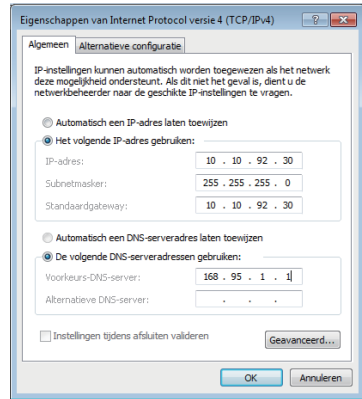 Eigenschappen van Internet Protocol versie 4 (TCP/IPv4)
Algemeen
Alternatieve configuratie
IP-instellingen kunnen automatisch worden toegewezen als het netwerk
deze mogelijkheid ondersteunt. Als dit niet het geval is, dient u de
netwerkbeheerder naar de geschikte IP-instellingen te vragen.
Automatisch een IP-adres laten toewijzen
Het volgende IP-adres gebruiken:
IP-adres: 10 . 10 . 92 . 30
Subnetmasker: 255 . 255 . 255 . 0
Standaardgateway: 10 . 10 . 92 . 30
Automatisch een DNS-serveradres laten toewijzen
De volgende DNS-serveradressen gebruiken:
Voorkeurs-DNS-server: 168 . 95 . 1 . 1
Alternatieve DNS-server: . . .
Instellingen tijdens afsluiten valideren
Geavanceerd...
OK
Annuleren